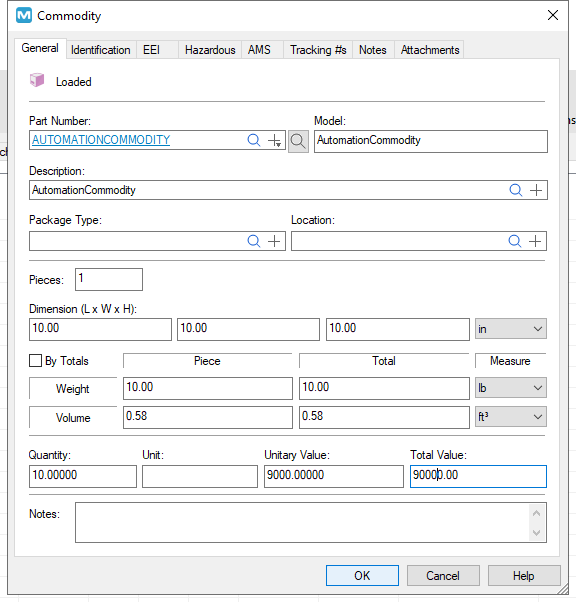 Commodity
General Identification EEI Hazardous AMS Tracking #s Notes Attachments
Loaded
Part Number: Model:
AUTOMATIONCOMMODITY AutomationCommodity
Description:
AutomationCommodity
Package Type: Location:
Pieces: 1
Dimension (L x W x H):
10.00 10.00 10.00 in
By Totals Piece Total Measure
Weight 10.00 10.00 lb
Volume 0.58 0.58 ft³
Quantity: Unit: Unitary Value: Total Value:
10.00000 9000.00000 90000.00
Notes:
OK Cancel Help